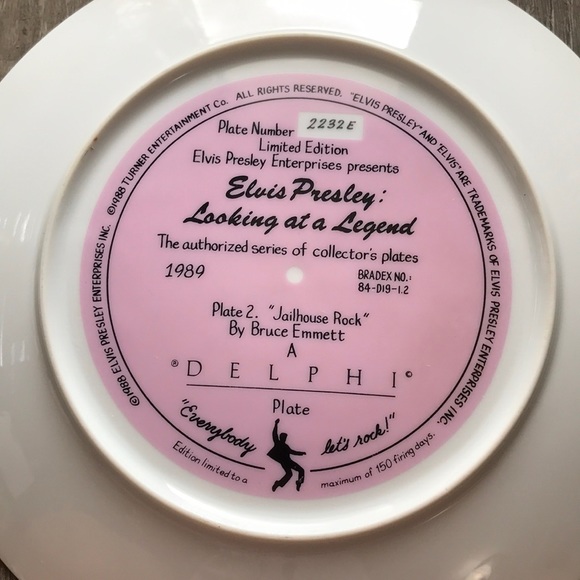 ©1988 ELVIS PRESLEY ENTERPRISES INC. ©1988 TURNER ENTERTAINMENT Co. ALL RIGHTS RESERVED. "ELVIS PRESLEY" AND "ELVIS" ARE TRADEMARKS OF ELVIS PRESLEY ENTERPRISES INC.
Plate Number 2232E
Limited Edition
Elvis Presley Enterprises presents
Elvis Presley:
Looking at a Legend
The authorized series of collector's plates
1989
BRADEX NO.:
84-D19-1.2
Plate 2. "Jailhouse Rock"
By Bruce Emmett
A
® DELPHI ©
Plate
"Everybody let's rock!"
Edition limited to a maximum of 150 firing days.